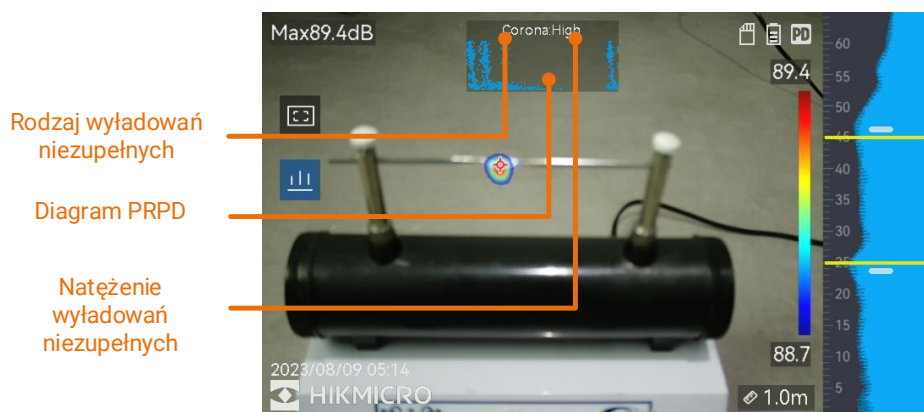 Max89.4dB
Corona:High
PD
89.4
60
55
50
45
40
35
30
25
20
15
10
5
Rodzaj wyładowań
niezupełnych
Diagram PRPD
Natężenie
wyładowań
niezupełnych
88.7
2023/08/09 05:14
HIKMICRO
1.0m